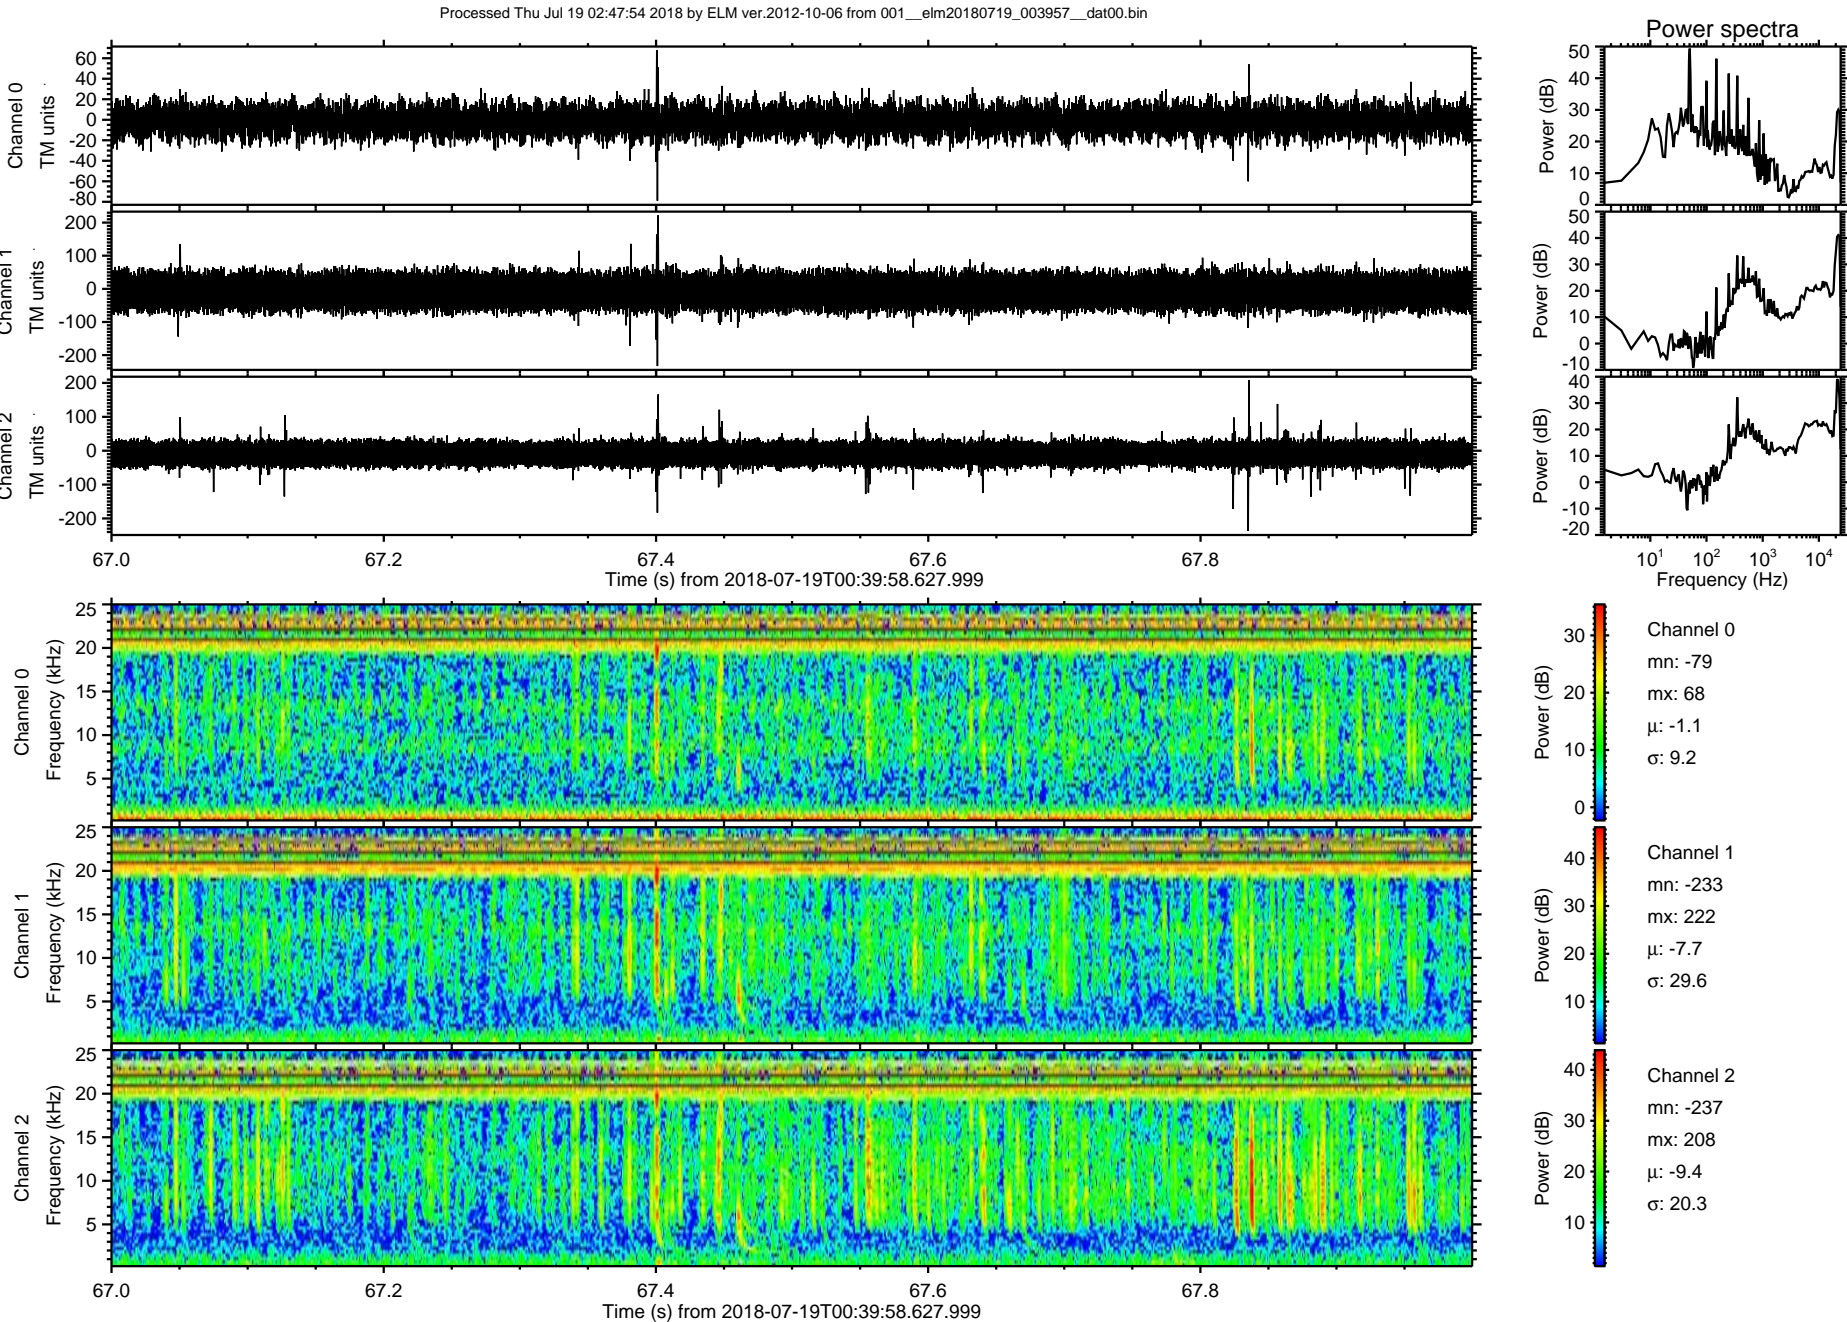 Processed Thu Jul 19 02:47:54 2018 by ELM ver.2012-10-06 from 001__elm20180719_003957__dat00.bin
Power spectra
Channel 0
TM units
60
40
20
0
-20
-40
-60
-80
Power (dB)
50
40
30
20
10
0
Channel 1
TM units
200
100
0
-100
-200
Power (dB)
50
40
30
20
10
0
-10
Channel 2
TM units
200
100
0
-100
-200
Power (dB)
40
30
20
10
0
-10
-20
67.0 67.2 67.4 67.6 67.8
Time (s) from 2018-07-19T00:39:58.627.999
10^1 10^2 10^3 10^4
Frequency (Hz)
Channel 0
Frequency (kHz)
25
20
15
10
5
Power (dB)
30
20
10
0
Channel 0
mn: -79
mx: 68
μ: -1.1
σ: 9.2
Channel 1
Frequency (kHz)
25
20
15
10
5
Power (dB)
40
30
20
10
Channel 1
mn: -233
mx: 222
μ: -7.7
σ: 29.6
Channel 2
Frequency (kHz)
25
20
15
10
5
Power (dB)
40
30
20
10
Channel 2
mn: -237
mx: 208
μ: -9.4
σ: 20.3
67.0 67.2 67.4 67.6 67.8
Time (s) from 2018-07-19T00:39:58.627.999